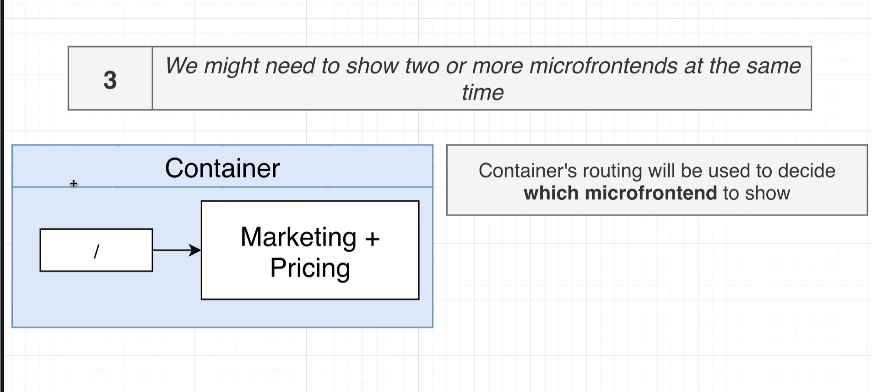 3
We might need to show two or more microfrontends at the same
time
Container
Container's routing will be used to decide
which microfrontend to show
/
Marketing +
Pricing